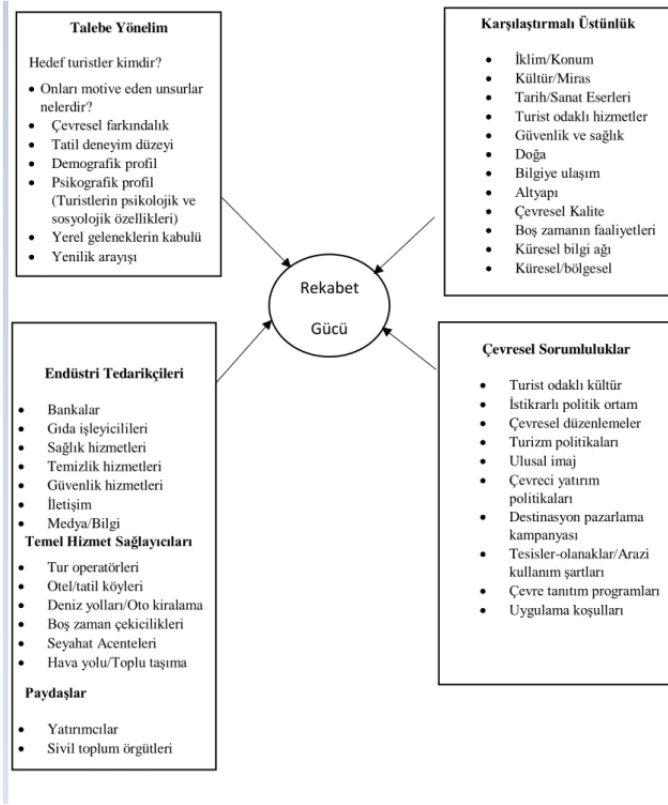 Talebe Yönelim
Hedef turistler kimdir?
• Onları motive eden unsurlar
nelerdir?
• Çevresel farkındalık
• Tatil deneyim düzeyi
• Demografik profil
• Psikografik profil
(Turistlerin psikolojik ve
sosyolojik özellikleri)
• Yerel geleneklerin kabulü
• Yenilik arayışı
Karşılaştırmalı Üstünlük
• İklim/Konum
• Kültür/Miras
• Tarih/Sanat Eserleri
• Turist odaklı hizmetler
• Güvenlik ve sağlık
• Doğa
• Bilgiye ulaşım
• Altyapı
• Çevresel Kalite
• Boş zamanın faaliyetleri
• Küresel bilgi ağı
• Küresel/bölgesel
Rekabet
Gücü
Endüstri Tedarikçileri
• Bankalar
• Gıda işleyicilileri
• Sağlık hizmetleri
• Temizlik hizmetleri
• Güvenlik hizmetleri
• İletişim
• Medya/Bilgi
Temel Hizmet Sağlayıcıları
• Tur operatörleri
• Otel/tatil köyleri
• Deniz yolları/Oto kiralama
• Boş zaman çekicilikleri
• Seyahat Acenteleri
• Hava yolu/Toplu taşıma
Paydaşlar
• Yatırımcılar
• Sivil toplum örgütleri
Çevresel Sorumluluklar
• Turist odaklı kültür
• İstikrarlı politik ortam
• Çevresel düzenlemeler
• Turizm politikaları
• Ulusal imaj
• Çevreci yatırım
politikaları
• Destinasyon pazarlama
kampanyası
• Tesisler-olanaklar/Arazi
kullanım şartları
• Çevre tanıtım programları
• Uygulama koşulları